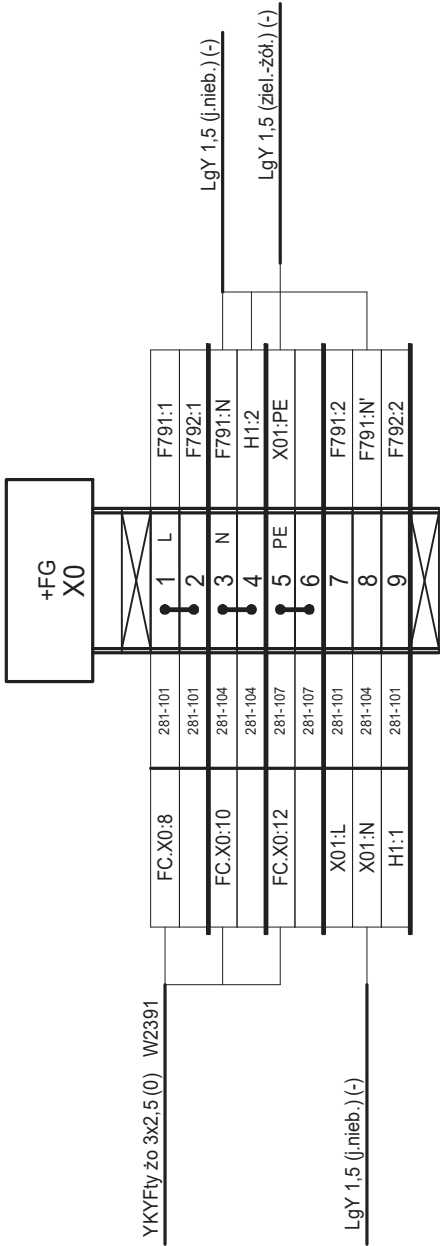 +FG
X0
YKYFty żo 3x2,5 (0) W2391
LgY 1,5 (j.nieb.) (-)
FC.X0:8 281-101 1 L F791:1
281-101 2 F792:1
FC.X0:10 281-104 3 N F791:N
281-104 4 H1:2
FC.X0:12 281-107 5 PE X01:PE
281-107 6
X01:L 281-101 7 F791:2
X01:N 281-104 8 F791:N'
H1:1 281-101 9 F792:2
LgY 1,5 (j.nieb.) (-)
LgY 1,5 (ziel.-żół.) (-)